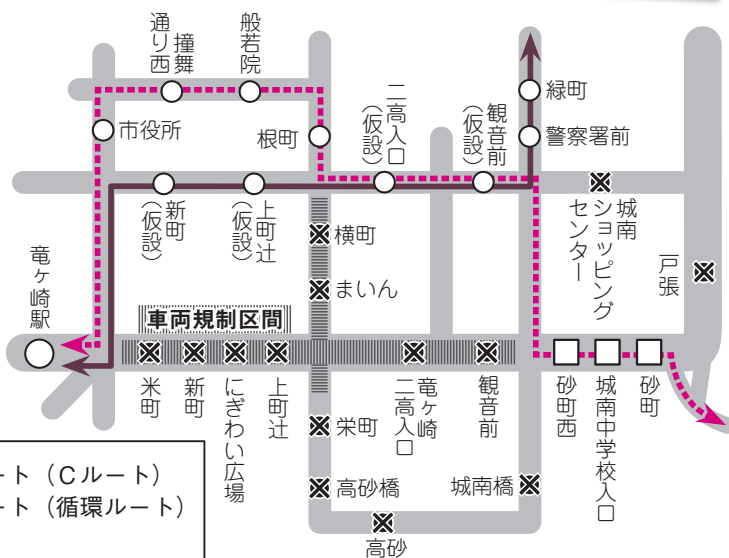 撞舞
通り西
般若院
市役所
根町
二高入口
（仮設）
観音前
（仮設）
緑町
警察署前
新町
（仮設）
上町辻
（仮設）
横町
まいん
城南
ショッピング
センター
戸張
竜ヶ崎駅
車両規制区間
米町
新町
にぎわい広場
上町辻
竜ヶ崎
二高入口
観音前
砂町西
城南中学校入口
砂町
栄町
高砂橋
城南橋
高砂
ート（Ｃルート）
ート（循環ルート）